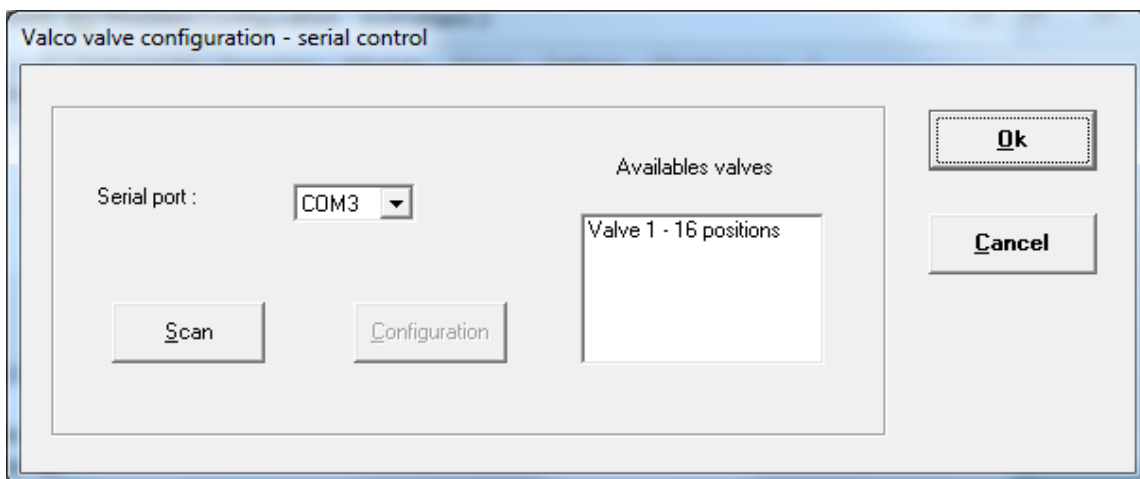 Valco valve configuration - serial control
Serial port :
COM3
Availables valves
Valve 1 - 16 positions
Scan
Configuration
Ok
Cancel